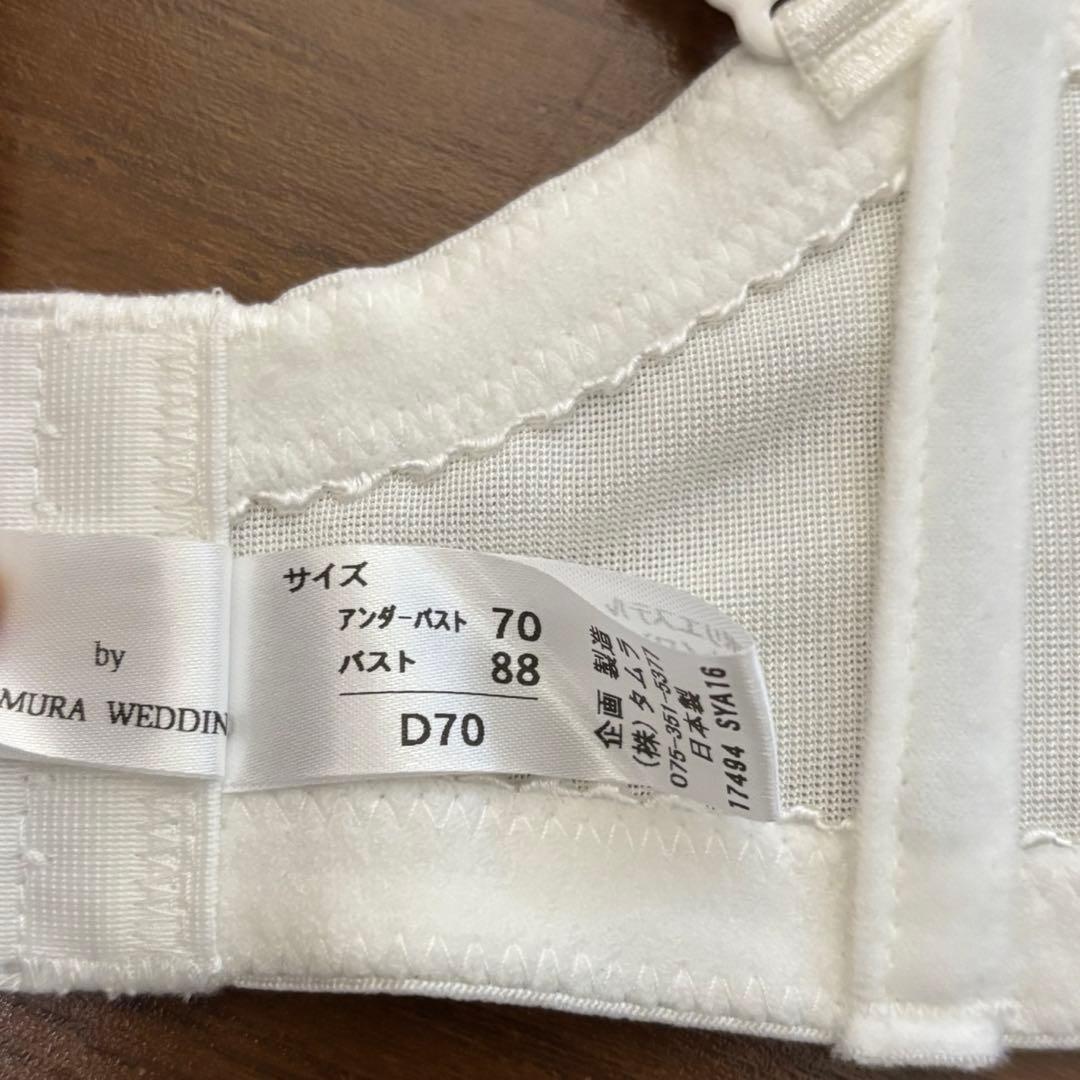 by
MURA WEDDIN
サイズ
アンダーバスト 70
バスト 88
D70
企画 製造
(株)タムラ
075-351-5377
日本製
17494 SYA16